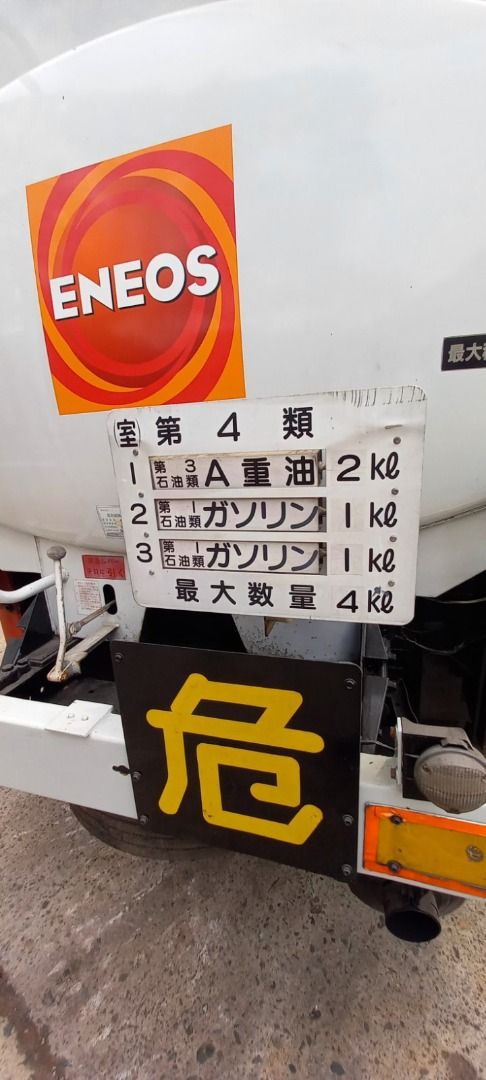 ENEOS
最大
室 第 4 類
1 第3石油類 A重油 2kℓ
2 第1石油類 ガソリン 1kℓ
3 第1石油類 ガソリン 1kℓ
最大数量 4kℓ
危